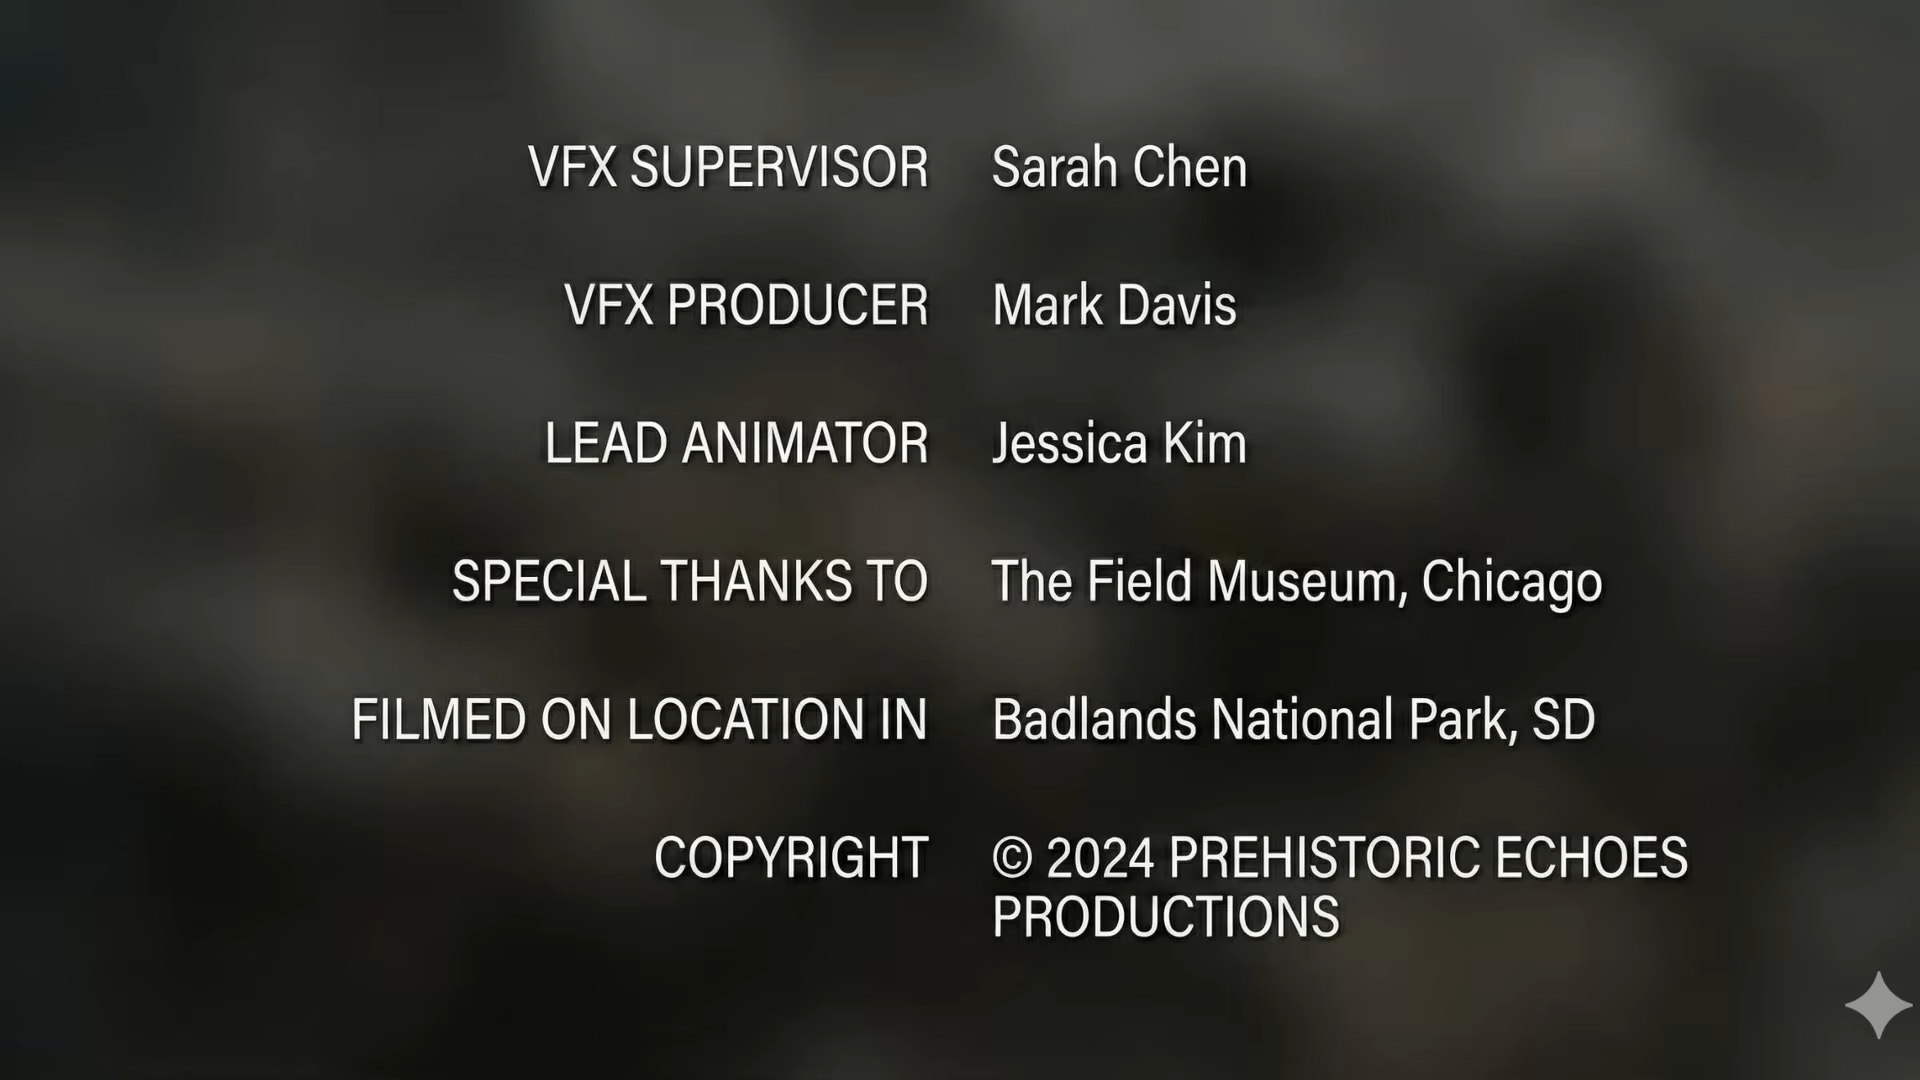 VFX SUPERVISOR Sarah Chen
VFX PRODUCER Mark Davis
LEAD ANIMATOR Jessica Kim
SPECIAL THANKS TO The Field Museum, Chicago
FILMED ON LOCATION IN Badlands National Park, SD
COPYRIGHT © 2024 PREHISTORIC ECHOES
PRODUCTIONS